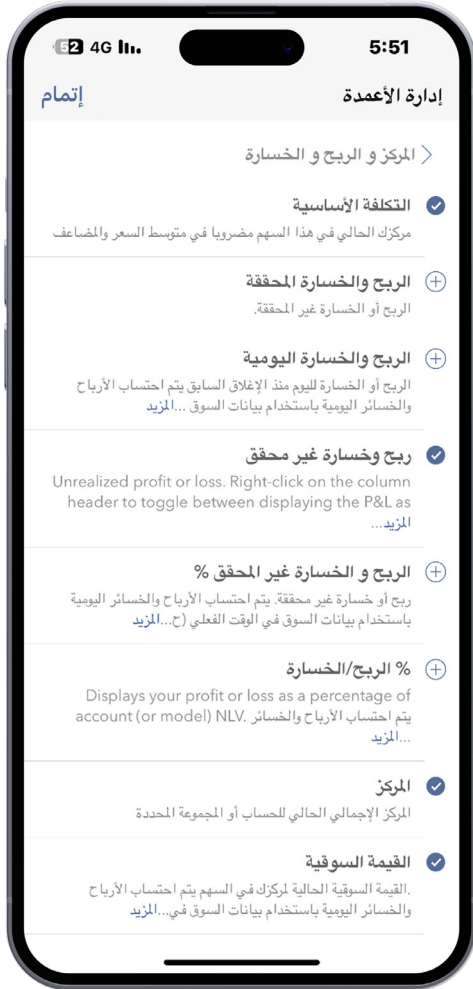 5:51
4G 52
إدارة الأعمدة
إتمام
المركز و الربح و الخسارة
التكلفة الأساسية
مركزك الحالي في هذا السهم مضروبا في متوسط السعر والمضاعف
الربح والخسارة المحققة
الربح أو الخسارة غير المحققة.
الربح والخسارة اليومية
الربح أو الخسارة لليوم منذ الإغلاق السابق يتم احتساب الأرباح
والخسائر اليومية باستخدام بيانات السوق ...المزيد
ربح وخسارة غير محقق
Unrealized profit or loss. Right-click on the column
header to toggle between displaying the P&L as
المزيد...
الربح و الخسارة غير المحقق %
ربح أو خسارة غير محققة. يتم احتساب الأرباح والخسائر اليومية
باستخدام بيانات السوق في الوقت الفعلي (ح...المزيد
% الربح/الخسارة
Displays your profit or loss as a percentage of
account (or model) NLV. يتم احتساب الأرباح والخسائر
...المزيد
المركز
المركز الإجمالي الحالي للحساب أو المجموعة المحددة
القيمة السوقية
.القيمة السوقية الحالية لمركزك في السهم يتم احتساب الأرباح
والخسائر اليومية باستخدام بيانات السوق في...المزيد